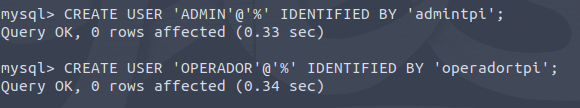 mysql> CREATE USER 'ADMIN'@'%' IDENTIFIED BY 'admintpi';
Query OK, 0 rows affected (0.33 sec)
mysql> CREATE USER 'OPERADOR'@'%' IDENTIFIED BY 'operadortpi';
Query OK, 0 rows affected (0.34 sec)